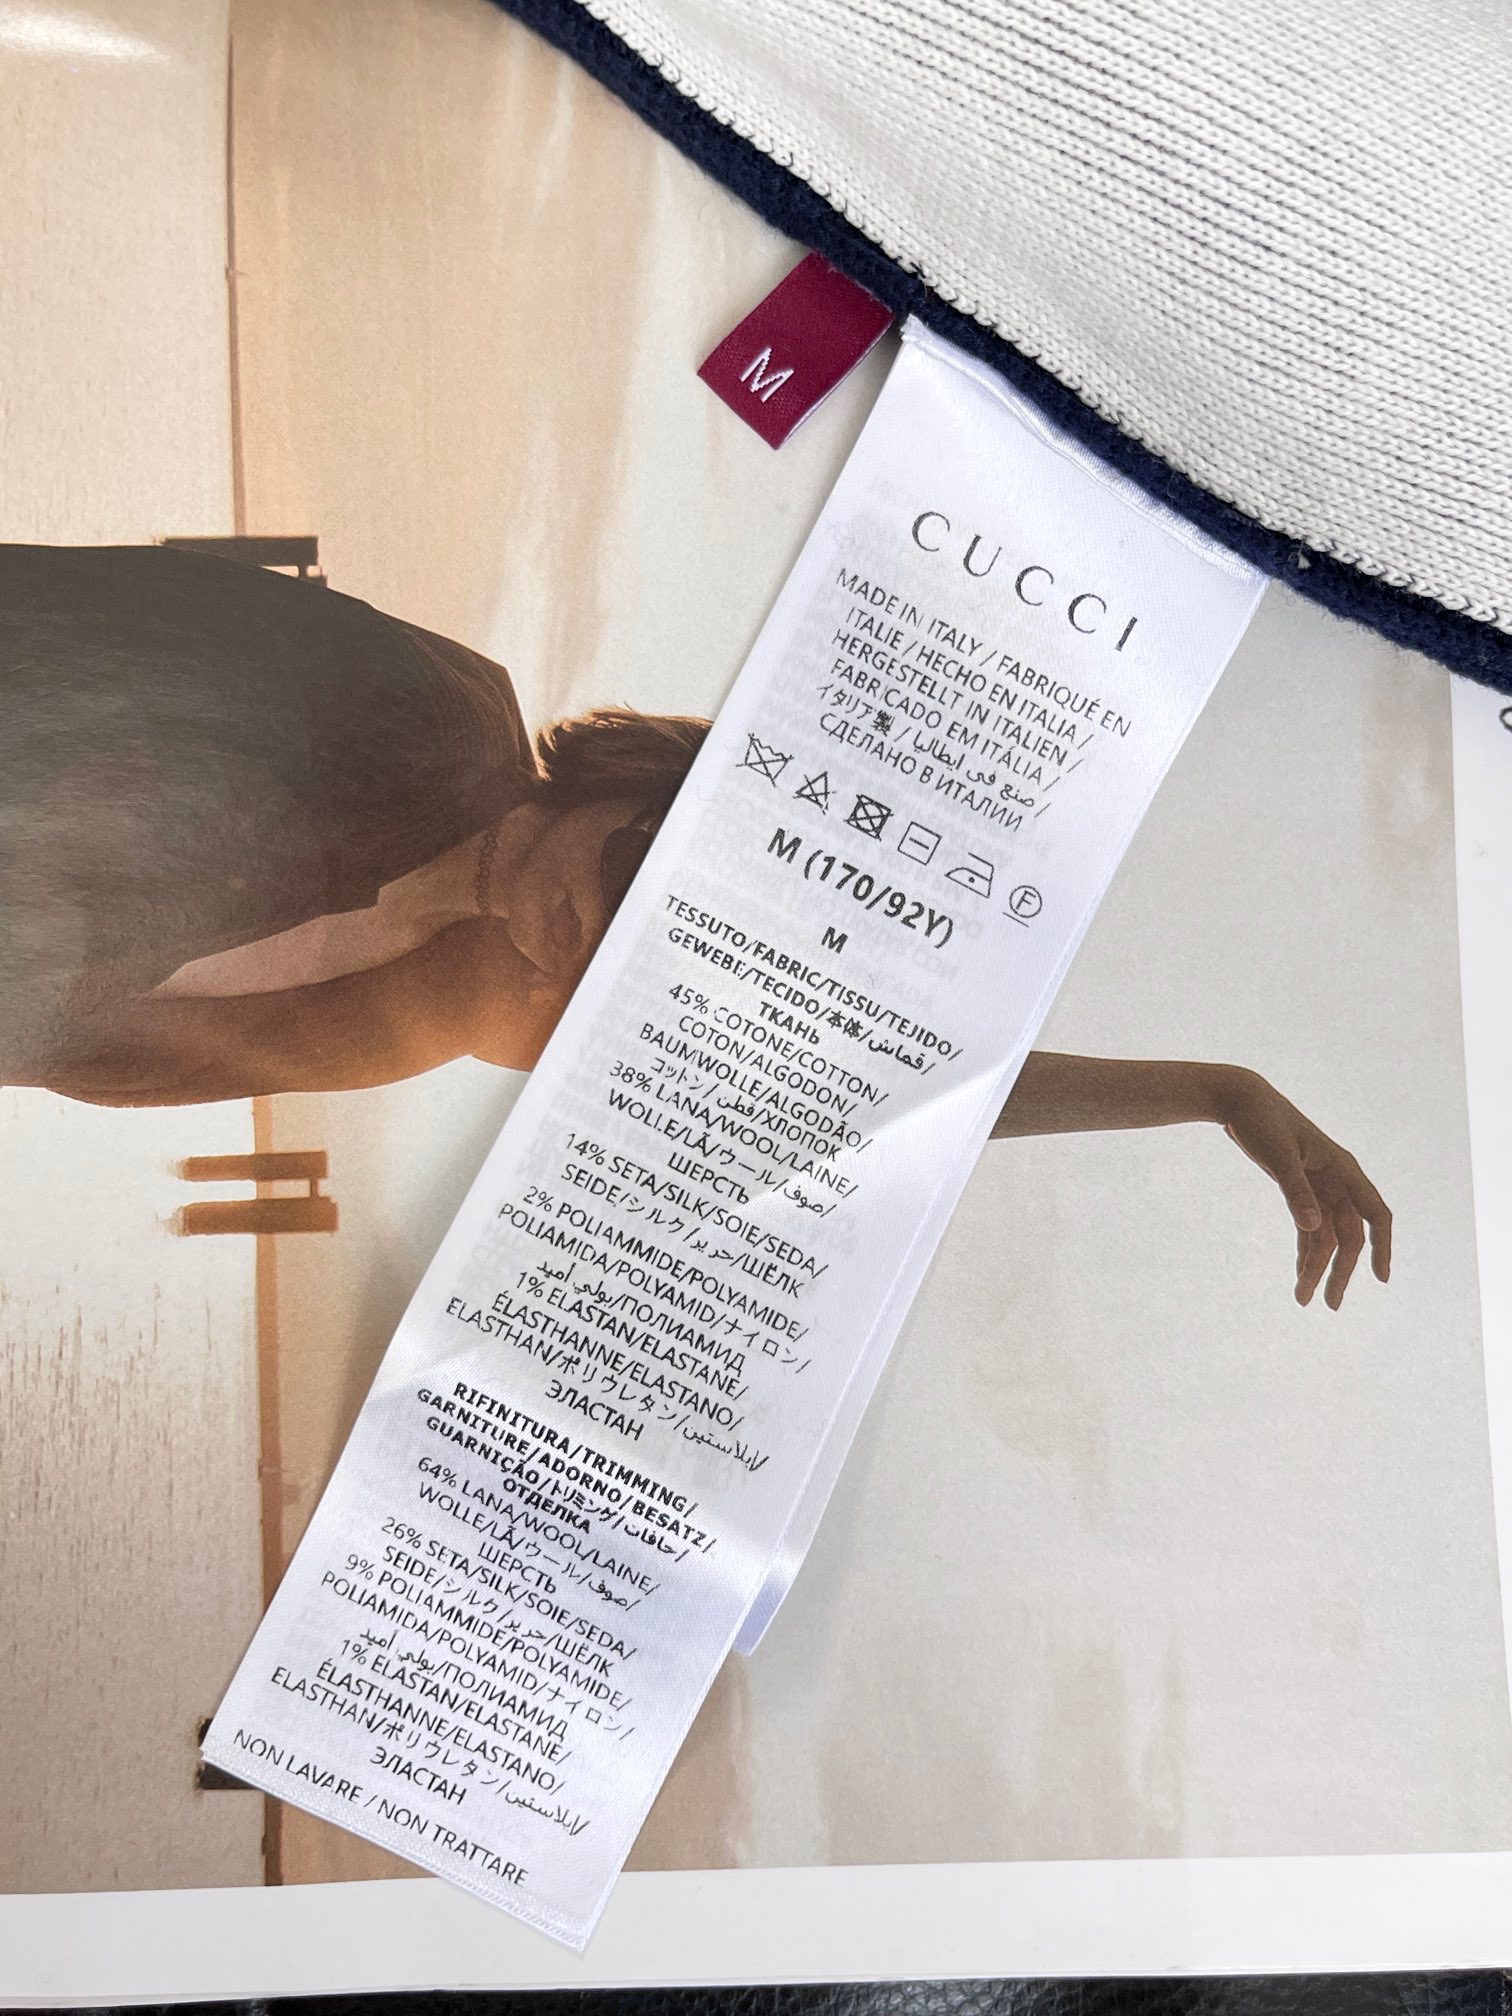 M
CUCCI
MADE IN ITALY / FABRIQUÉ EN
ITALIE / HECHO EN ITALIA /
HERGESTELLT IN ITALIEN /
FABRICADO EM ITÁLIA /
イタリア製 / صنع في ايطاليا /
СДЕЛАНО В ИТАЛИИ
F
M (170/92Y)
M
TESSUTO/FABRIC/TISSU/TEJIDO/
GEWEBE/TECIDO/本体/قماش/
ТКАНЬ
45% COTONE/COTTON/
COTON/ALGODON/
BAUMWOLLE/ALGODÃO/
コットン/قطن/ХЛОПОК
38% LANA/WOOL/LAINE/
WOLLE/LÃ/ウール/صوف/
ШЕРСТЬ
14% SETA/SILK/SOIE/SEDA/
SEIDE/シルク/حرير/ШЁЛК
2% POLIAMMIDE/POLYAMIDE/
POLIAMIDA/POLYAMID/ナイロン/
بولي أميد/ПОЛИАМИД
1% ELASTAN/ELASTANE/
ÉLASTHANNE/ELASTANO/
ELASTHAN/ポリウレタン/إيلاستين/
ЭЛАСТАН
RIFINITURA/TRIMMING/
GARNITURE/ADORNO/BESATZ/
GUARNIÇÃO/トリミング/حافات/
ОТДЕЛКА
64% LANA/WOOL/LAINE/
WOLLE/LÃ/ウール/صوف/
ШЕРСТЬ
26% SETA/SILK/SOIE/SEDA/
SEIDE/シルク/حرير/ШЁЛК
9% POLIAMMIDE/POLYAMIDE/
POLIAMIDA/POLYAMID/ナイロン/
بولي أميد/ПОЛИАМИД
1% ELASTAN/ELASTANE/
ÉLASTHANNE/ELASTANO/
ELASTHAN/ポリウレタン/إيلاستين/
ЭЛАСТАН
NON LAVARE / NON TRATTARE